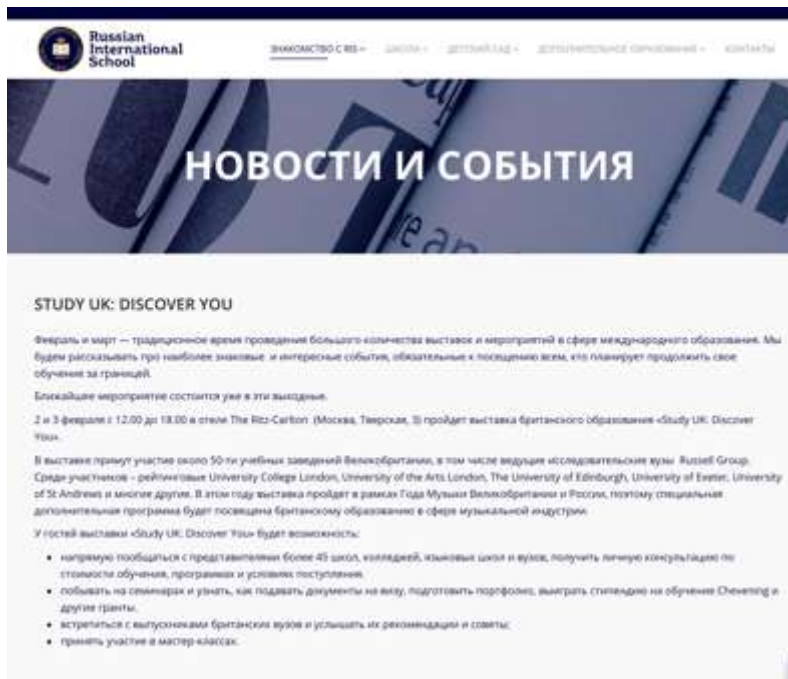 Russian
International
School
ЗНАКОМСТВО С RIS
ШКОЛА
ДЕТСКИЙ САД
ДОПОЛНИТЕЛЬНОЕ ОБРАЗОВАНИЕ
КОНТАКТЫ
НОВОСТИ И СОБЫТИЯ
STUDY UK: DISCOVER YOU
Февраль и март — традиционное время проведения большого количества выставок и мероприятий в сфере международного образования. Мы
будем рассказывать про наиболее знаковые и интересные события, обязательные к посещению всем, кто планирует продолжить свое
обучение за границей.
Ближайшее мероприятие состоится уже в эти выходные.
2 и 3 февраля с 12.00 до 18.00 в отеле The Ritz-Carlton (Москва, Тверская, 3) пройдет выставка британского образования «Study UK: Discover
You».
В выставке примут участие около 50-ти учебных заведений Великобритании, в том числе ведущие исследовательские вузы Russell Group.
Среди участников – рейтинговые University College London, University of the Arts London, The University of Edinburgh, University of Exeter, University
of St Andrews и многие другие. В этом году выставка пройдет в рамках Года Музыки Великобритании и России, поэтому специальная
дополнительная программа будет посвящена британскому образованию в сфере музыкальной индустрии.
У гостей выставки «Study UK: Discover You» будет возможность:
• напрямую пообщаться с представителями более 45 школ, колледжей, языковых школ и вузов, получить личную консультацию по
стоимости обучения, программах и условиях поступления.
• побывать на семинарах и узнать, как подавать документы на визу, подготовить портфолио, выиграть стипендию на обучение Chevening и
другие гранты.
• встретиться с выпускниками британских вузов и услышать их рекомендации и советы;
• принять участие в мастер-классах.